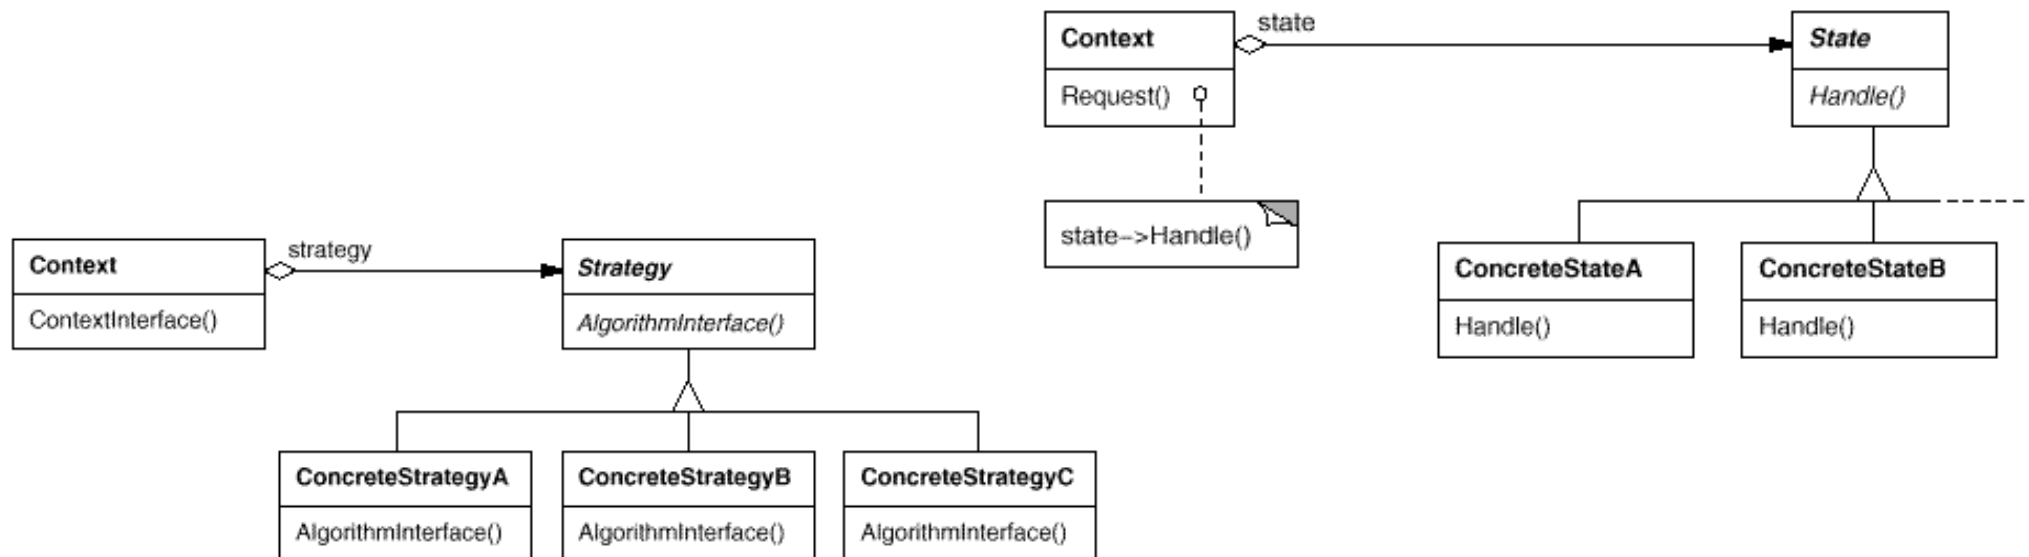 Context
strategy
Strategy
ContextInterface()
AlgorithmInterface()
ConcreteStrategyA
ConcreteStrategyB
ConcreteStrategyC
AlgorithmInterface()
AlgorithmInterface()
AlgorithmInterface()
Context
state
State
Request()
Handle()
state->Handle()
ConcreteStateA
ConcreteStateB
Handle()
Handle()